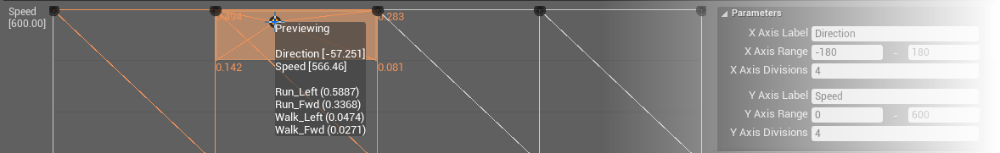 Speed
[600.00]
0.494
0.283
0.142
0.081
Previewing
Direction [-57.251]
Speed [566.46]
Run_Left (0.5887)
Run_Fwd (0.3368)
Walk_Left (0.0474)
Walk_Fwd (0.0271)
Parameters
X Axis Label Direction
X Axis Range -180 - 180
X Axis Divisions 4
Y Axis Label Speed
Y Axis Range 0 - 600
Y Axis Divisions 4